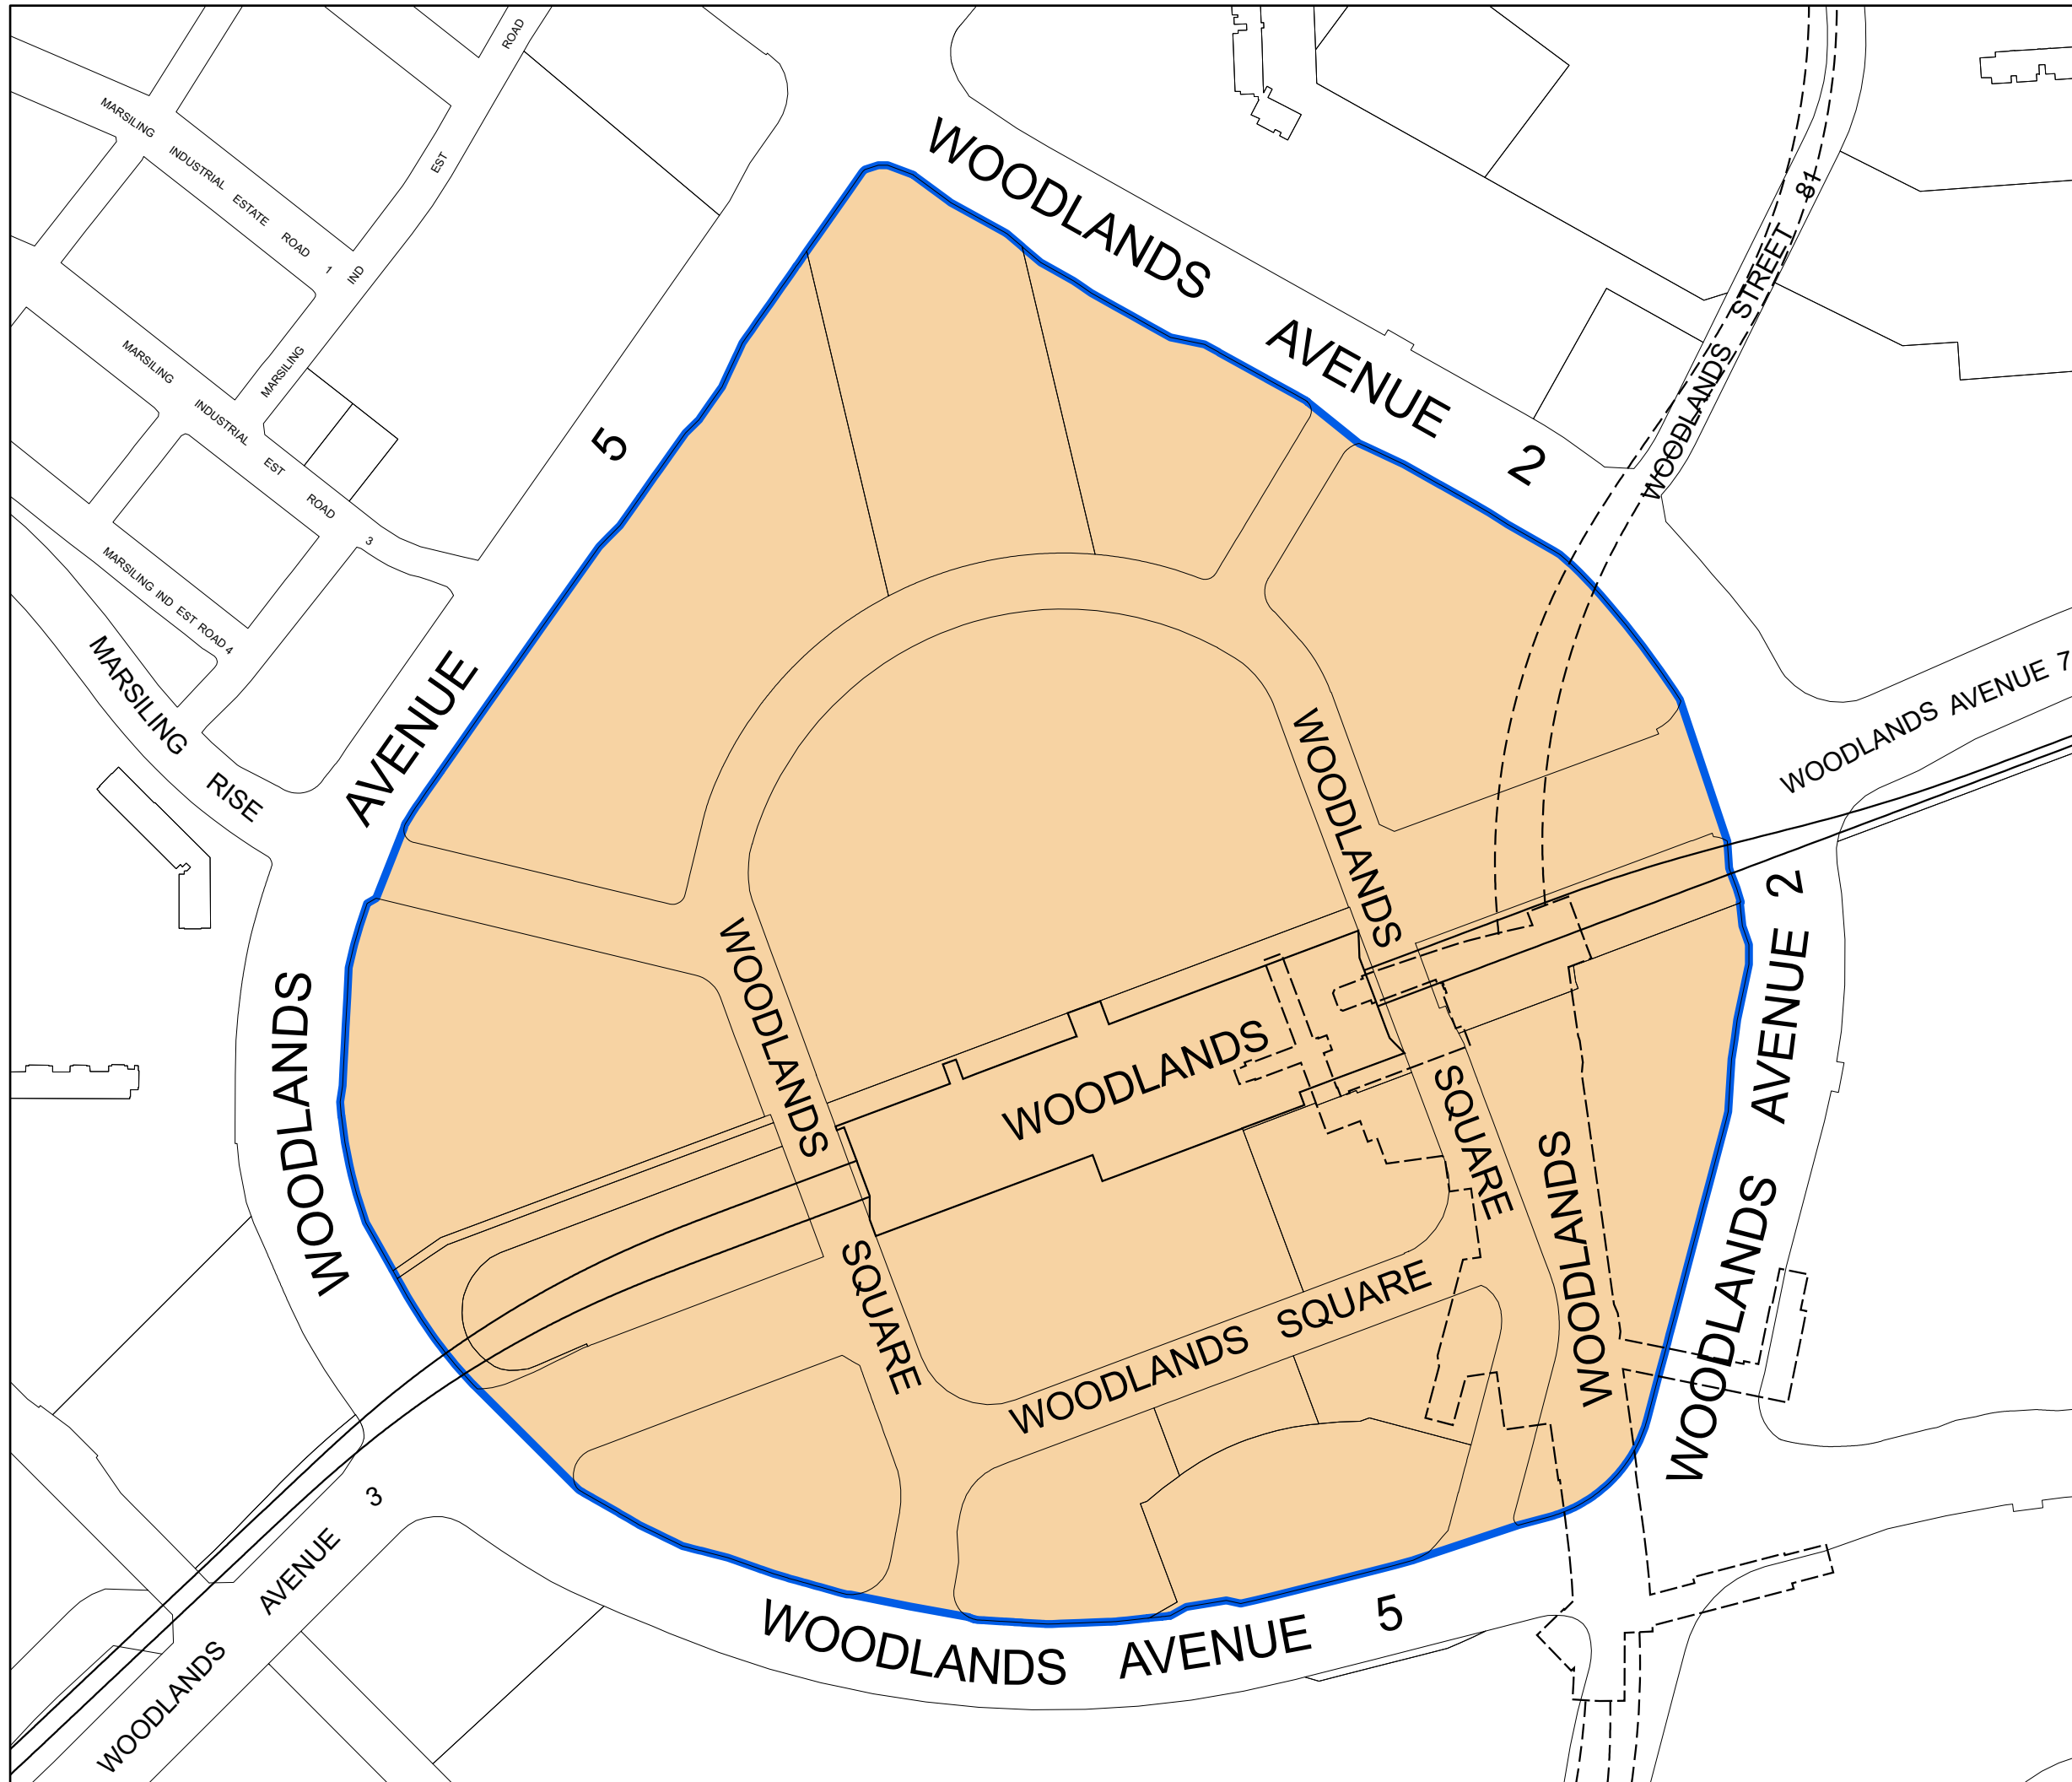 ROAD
MARSILING INDUSTRIAL ESTATE ROAD 1
MARSILING IND EST
MARSILING INDUSTRIAL EST ROAD 3
MARSILING IND EST ROAD 4
MARSILING RISE
WOODLANDS AVENUE 2
WOODLANDS STREET 81
WOODLANDS AVENUE 7
WOODLANDS AVENUE 5
WOODLANDS SQUARE
WOODLANDS
WOODLANDS SQUARE
WOODLANDS SQUARE
WOODLANDS
WOODLANDS AVENUE 2
WOODLANDS AVENUE 3
WOODLANDS AVENUE 5